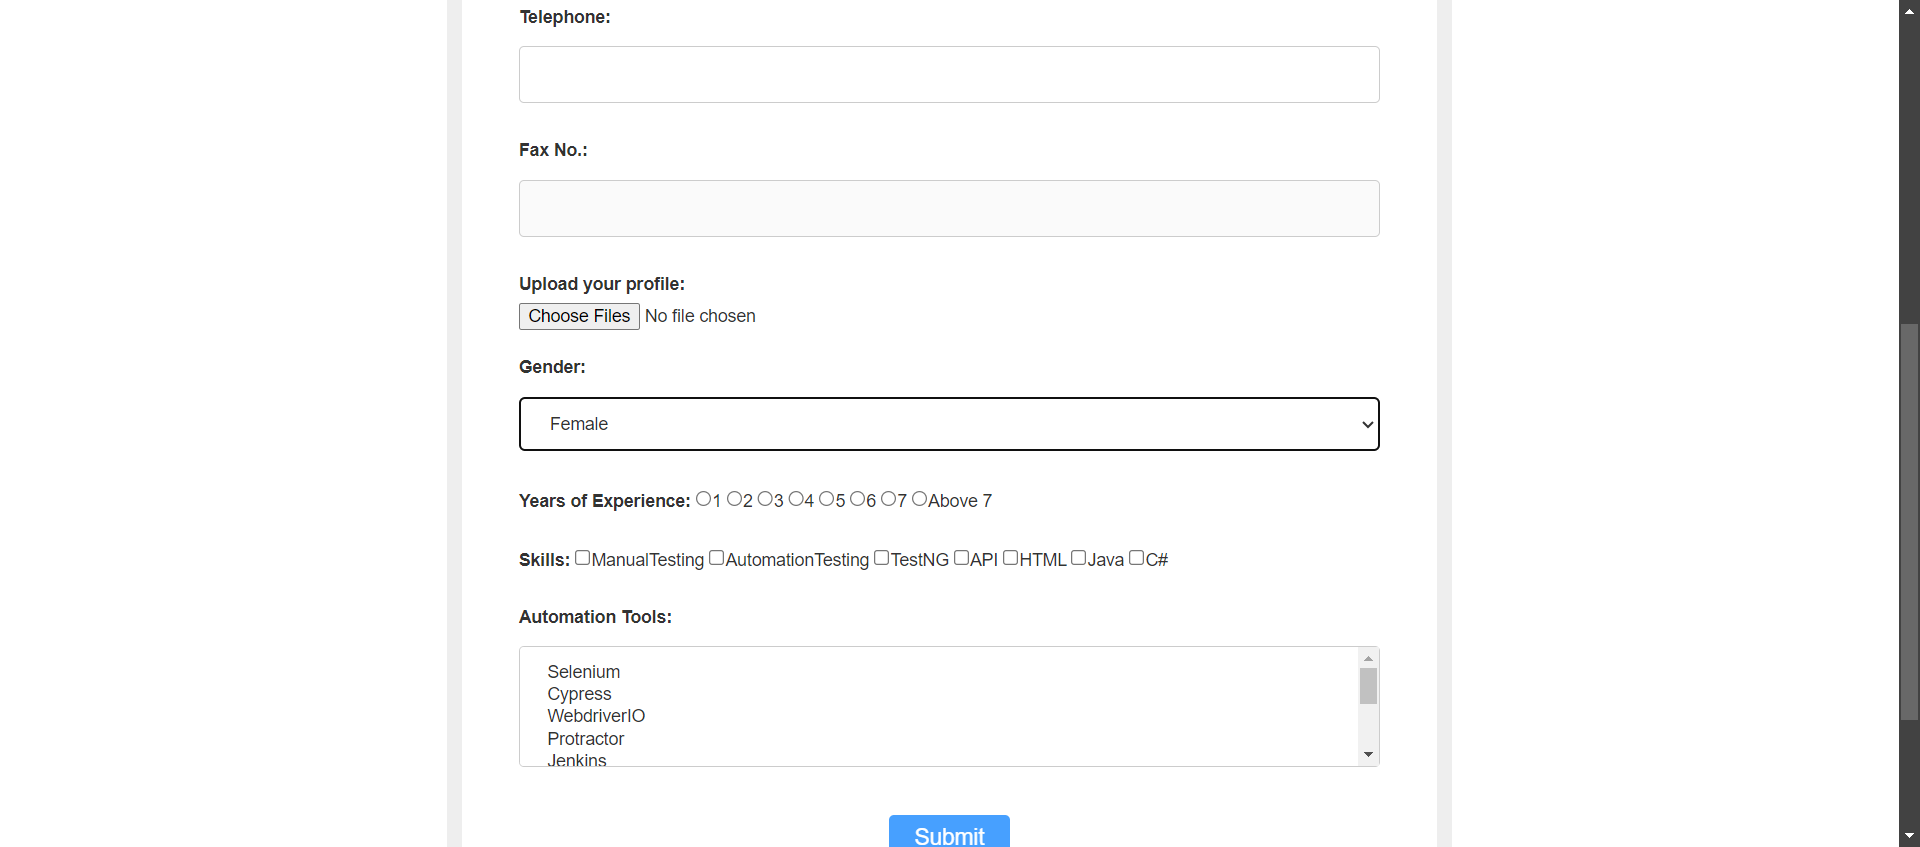 Telephone:
Fax No.:
Upload your profile:
Choose Files No file chosen
Gender:
Female
Years of Experience: 1 2 3 4 5 6 7 Above 7
Skills: ManualTesting AutomationTesting TestNG API HTML Java C#
Automation Tools:
Selenium
Cypress
WebdriverIO
Protractor
Jenkins
Submit